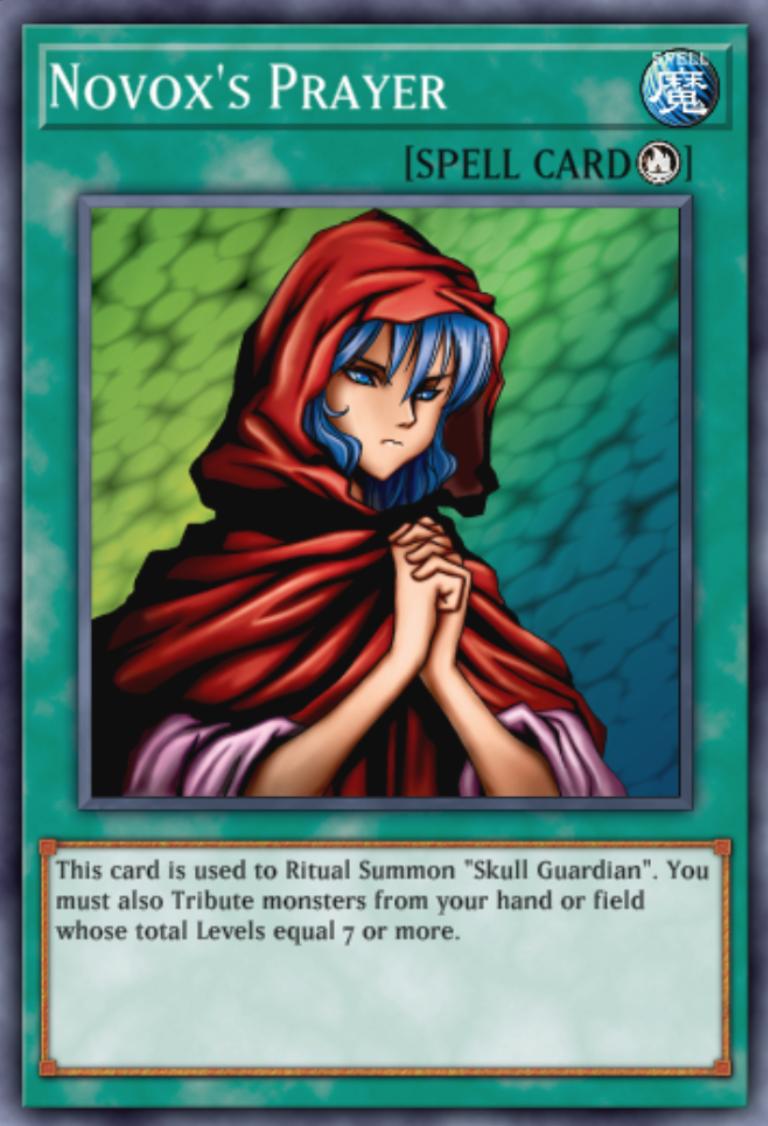 NOVOX'S PRAYER
SPELL
魔
[SPELL CARD]
This card is used to Ritual Summon "Skull Guardian". You
must also Tribute monsters from your hand or field
whose total Levels equal 7 or more.